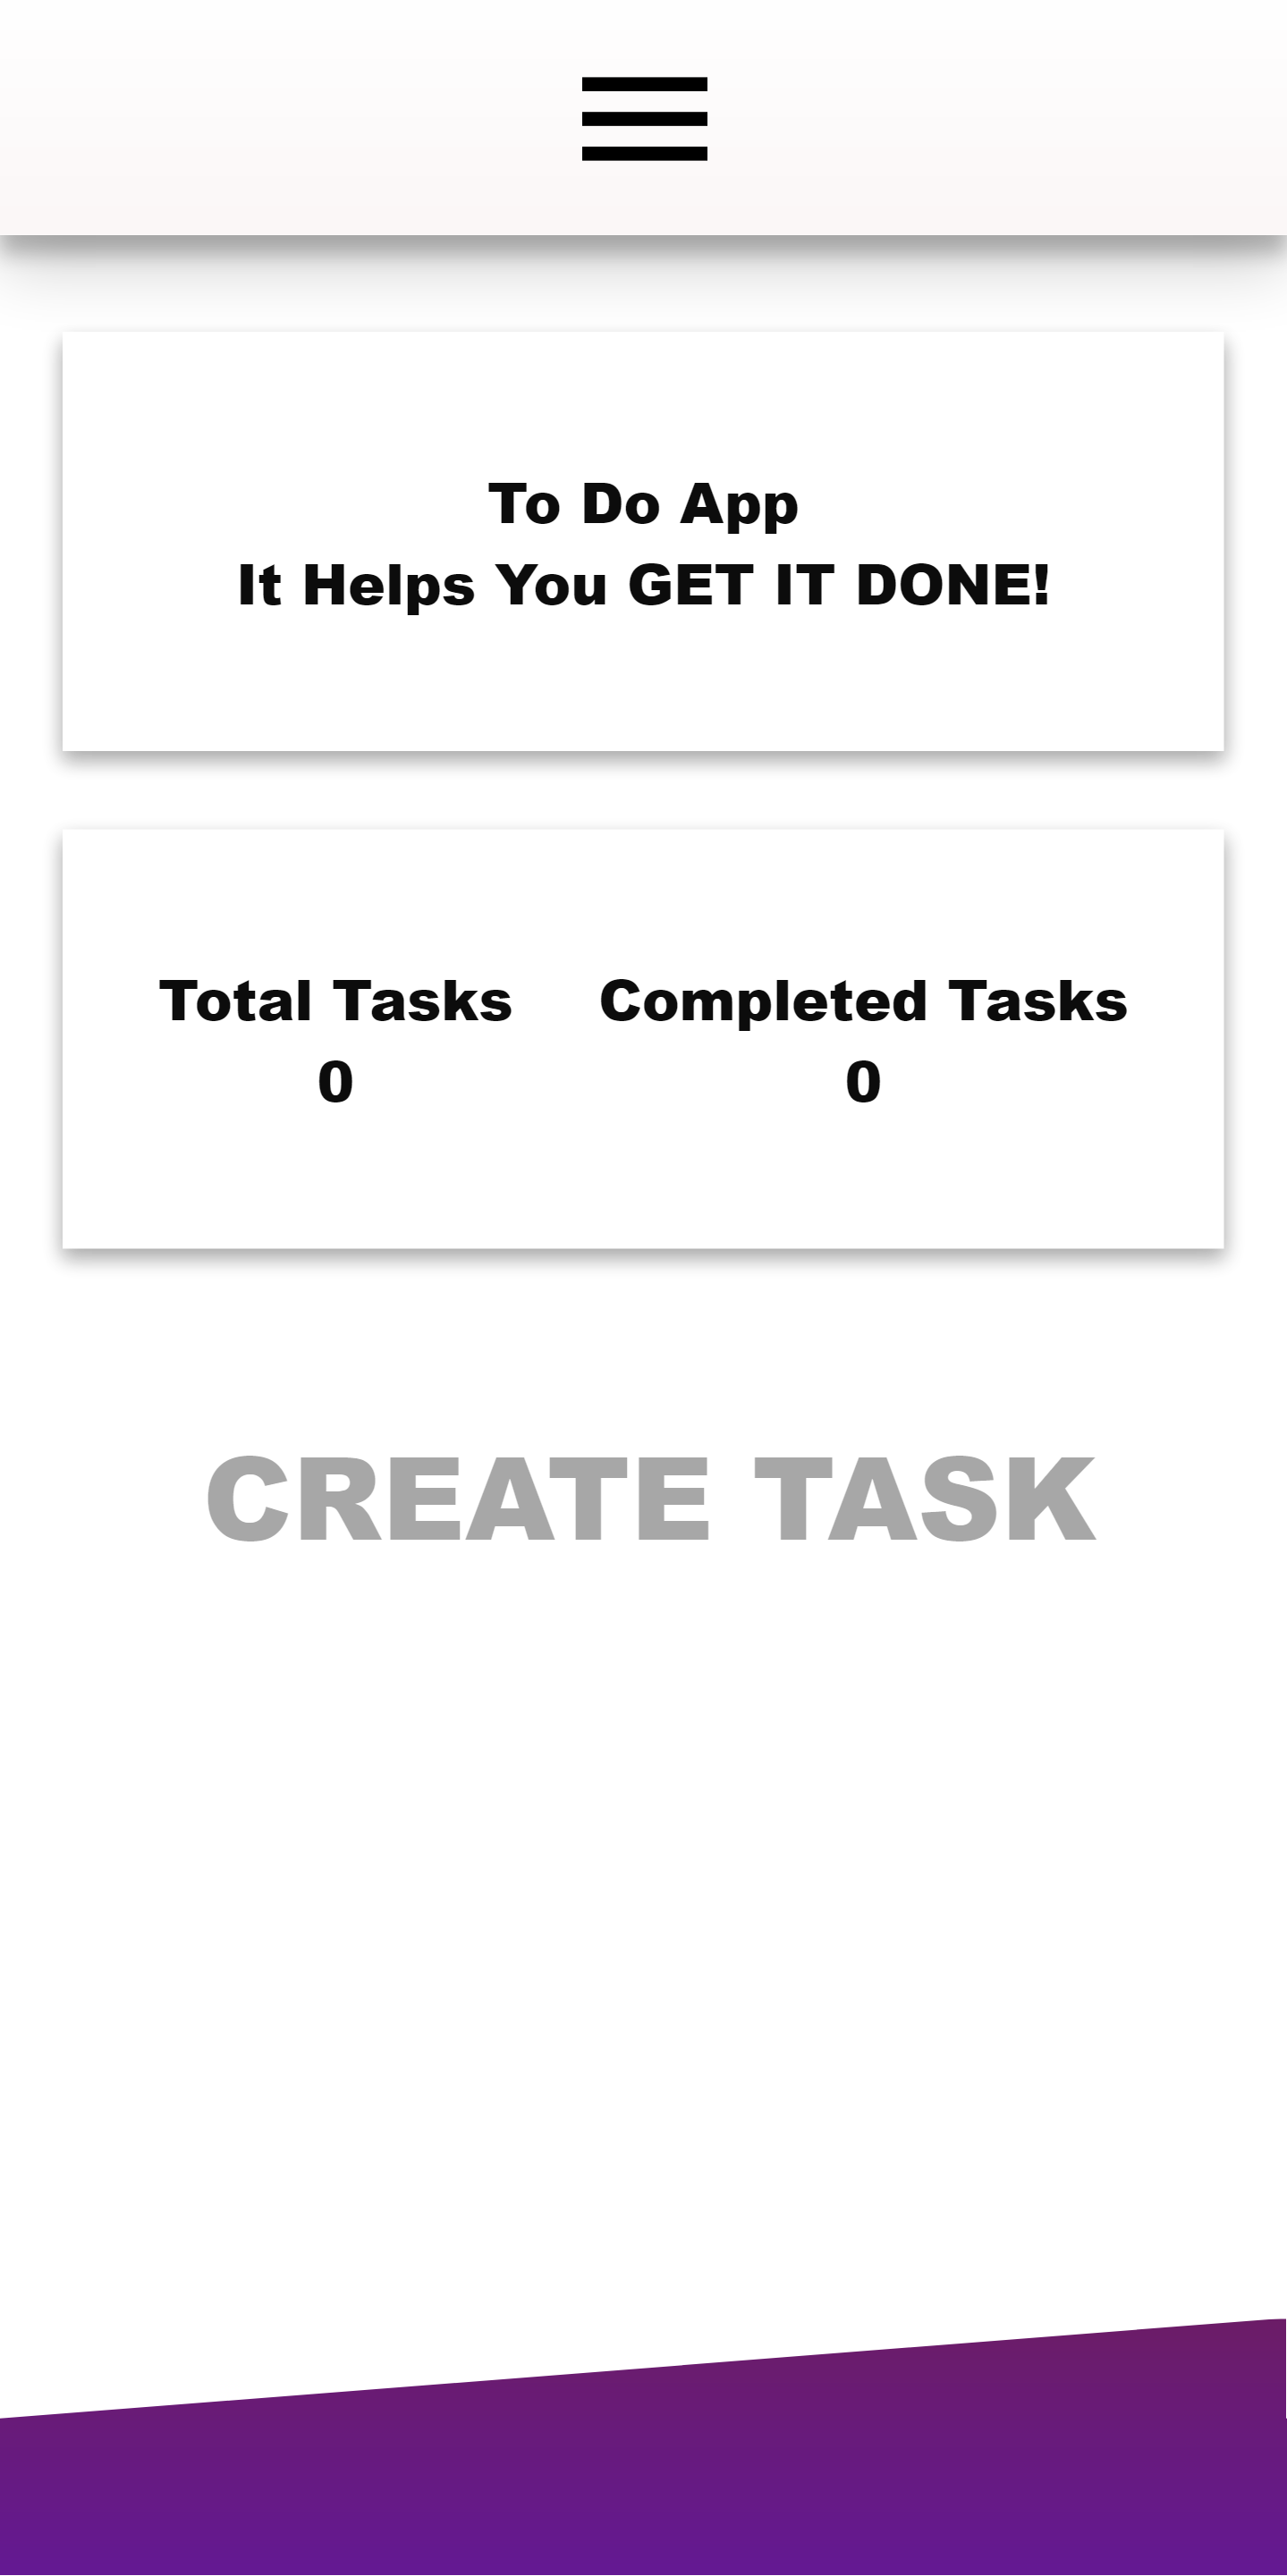 To Do App
It Helps You GET IT DONE!
Total Tasks
0
Completed Tasks
0
CREATE TASK